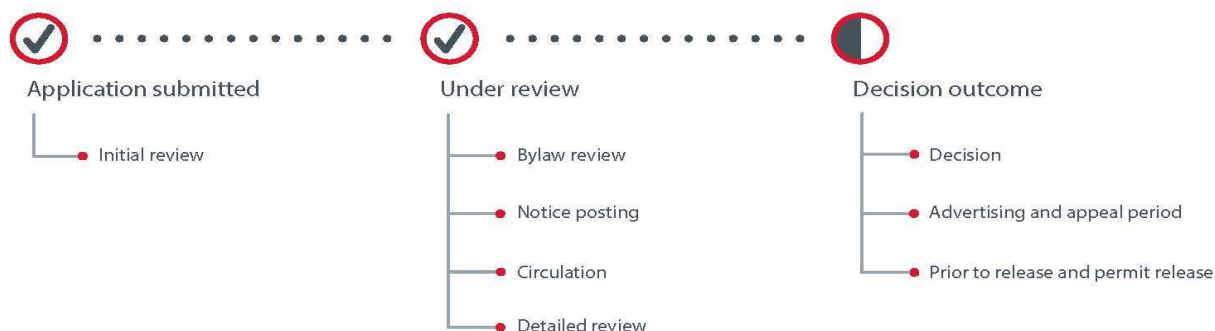 Application submitted
Initial review
Under review
Bylaw review
Notice posting
Circulation
Detailed review
Decision outcome
Decision
Advertising and appeal period
Prior to release and permit release